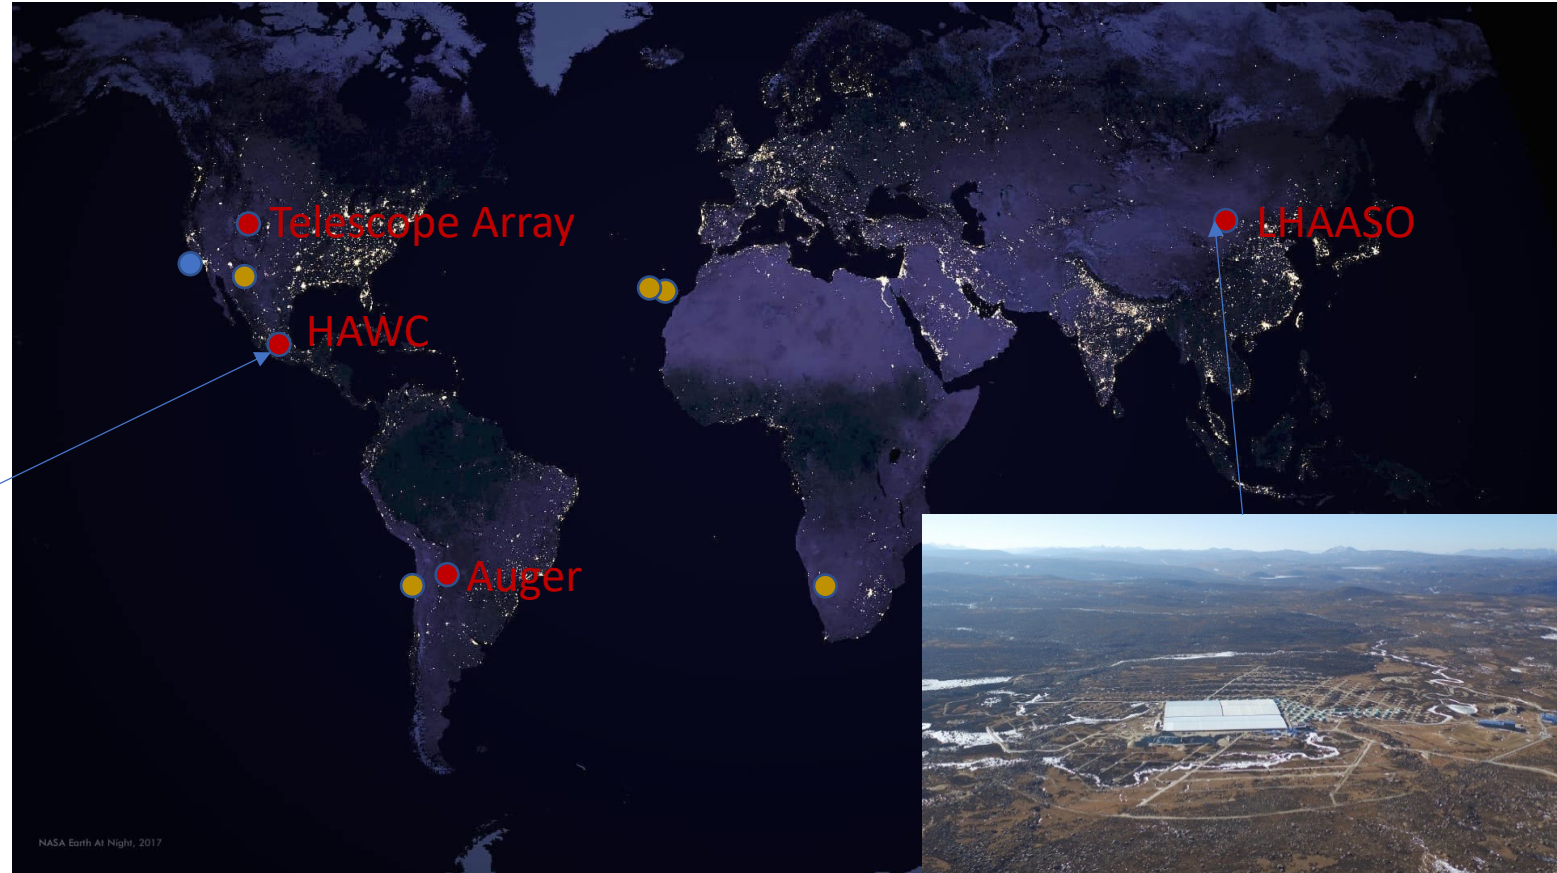 Telescope Array
LHAASO
HAWC
Auger
NASA Earth At Night, 2017